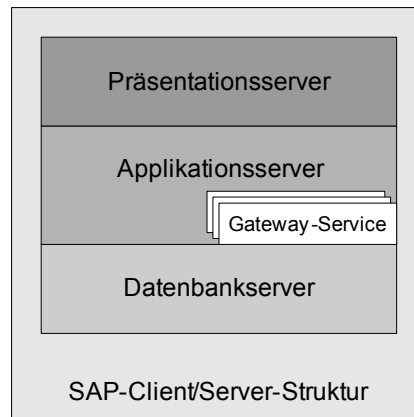 Präsentationsserver
Applikationsserver
Gateway-Service
Datenbankserver
SAP-Client/Server-Struktur